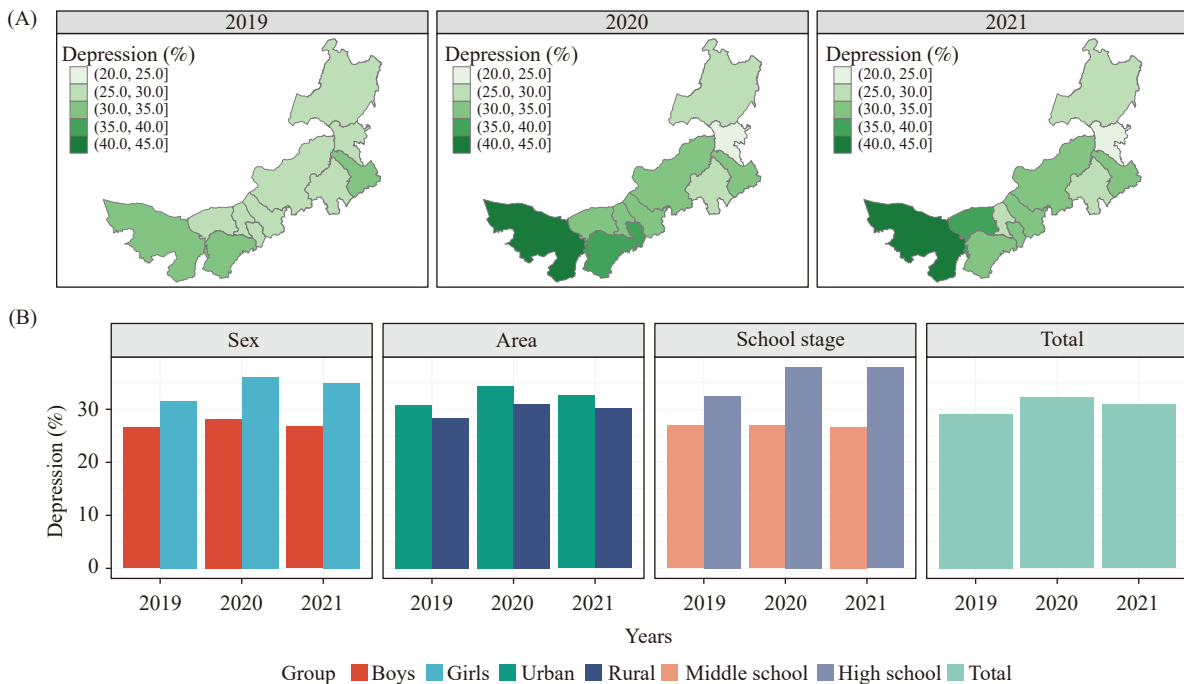 (A)
2019
2020
2021
Depression (%)
(20.0, 25.0]
(25.0, 30.0]
(30.0, 35.0]
(35.0, 40.0]
(40.0, 45.0]
Depression (%)
(20.0, 25.0]
(25.0, 30.0]
(30.0, 35.0]
(35.0, 40.0]
(40.0, 45.0]
Depression (%)
(20.0, 25.0]
(25.0, 30.0]
(30.0, 35.0]
(35.0, 40.0]
(40.0, 45.0]
(B)
Sex
Area
School stage
Total
Depression (%)
30
20
10
0
2019 2020 2021
2019 2020 2021
2019 2020 2021
2019 2020 2021
Years
Group Boys Girls Urban Rural Middle school High school Total